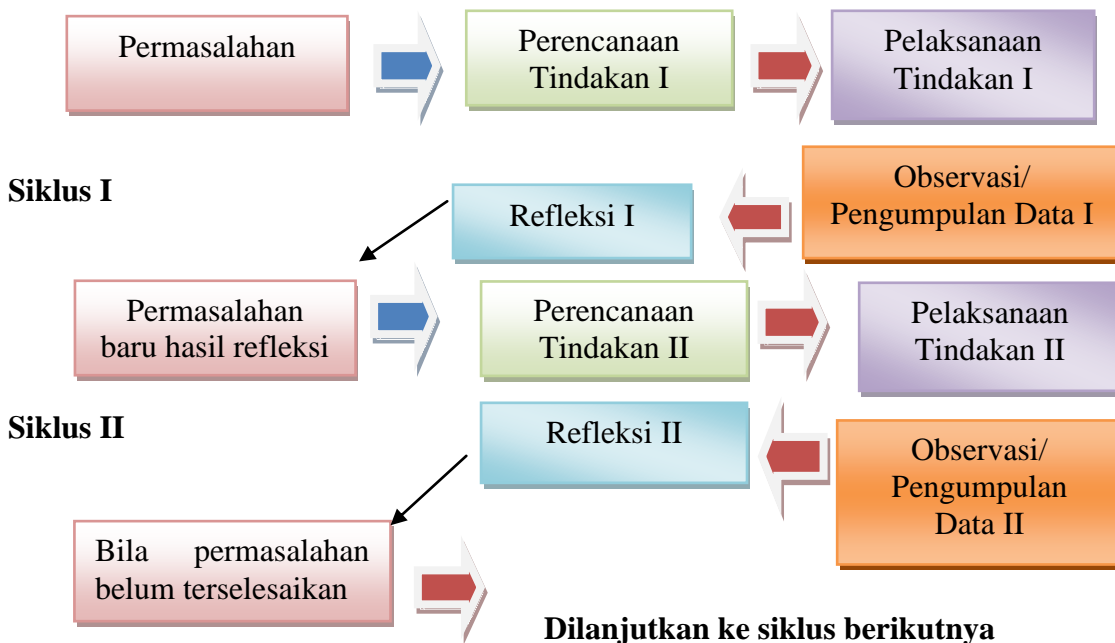 Permasalahan
Perencanaan
Tindakan I
Pelaksanaan
Tindakan I
Siklus I
Observasi/
Pengumpulan Data I
Refleksi I
Permasalahan
baru hasil refleksi
Perencanaan
Tindakan II
Pelaksanaan
Tindakan II
Siklus II
Observasi/
Pengumpulan
Data II
Refleksi II
Bila permasalahan
belum terselesaikan
Dilanjutkan ke siklus berikutnya